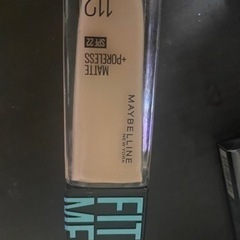 112
SPF 22
MATTE
+PORELESS
MAYBELLINE
NEW YORK
FIT
ME